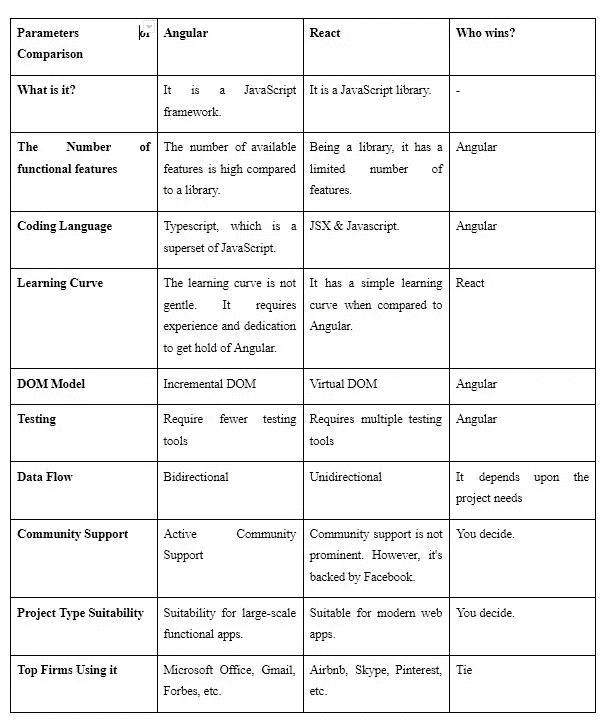 Parameters or Angular React Who wins?
Comparison
What is it? It is a JavaScript It is a JavaScript library. -
framework.
The Number of The number of available Being a library, it has a Angular
functional features features is high compared limited number of
to a library. features.
Coding Language Typescript, which is a JSX & Javascript. Angular
superset of JavaScript.
Learning Curve The learning curve is not It has a simple learning React
gentle. It requires curve when compared to
experience and dedication Angular.
to get hold of Angular.
DOM Model Incremental DOM Virtual DOM Angular
Testing Require fewer testing Requires multiple testing Angular
tools tools
Data Flow Bidirectional Unidirectional It depends upon the
project needs
Community Support Active Community Community support is not You decide.
Support prominent. However, it's
backed by Facebook.
Project Type Suitability Suitability for large-scale Suitable for modern web You decide.
functional apps. apps.
Top Firms Using it Microsoft Office, Gmail, Airbnb, Skype, Pinterest, Tie
Forbes, etc. etc.